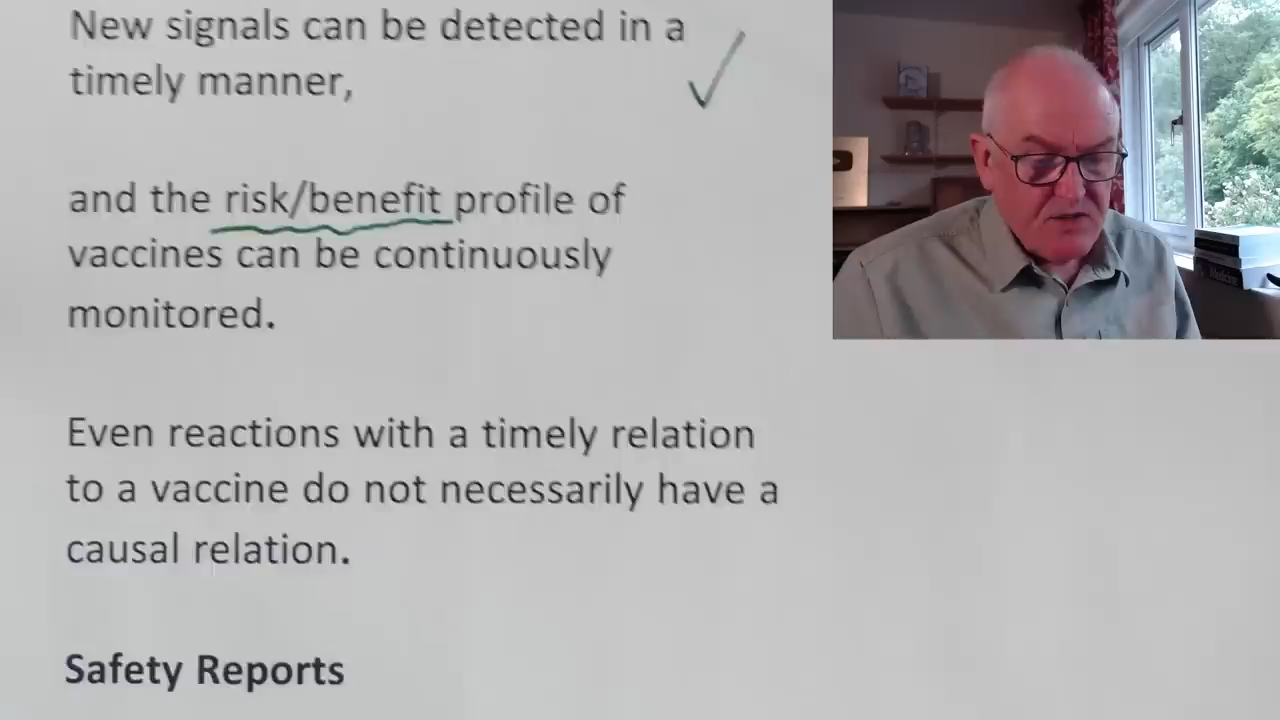 New signals can be detected in a
timely manner,
and the risk/benefit profile of
vaccines can be continuously
monitored.
Even reactions with a timely relation
to a vaccine do not necessarily have a
causal relation.
Safety Reports
Medicine